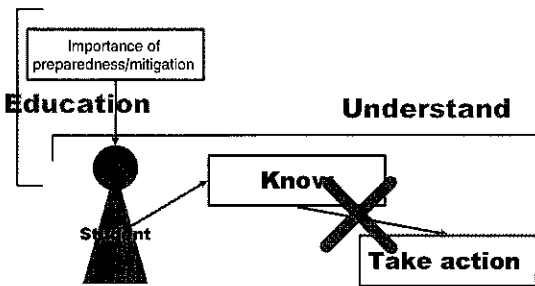 Importance of
preparedness/mitigation
Education
Understand
Know
Student
Take action